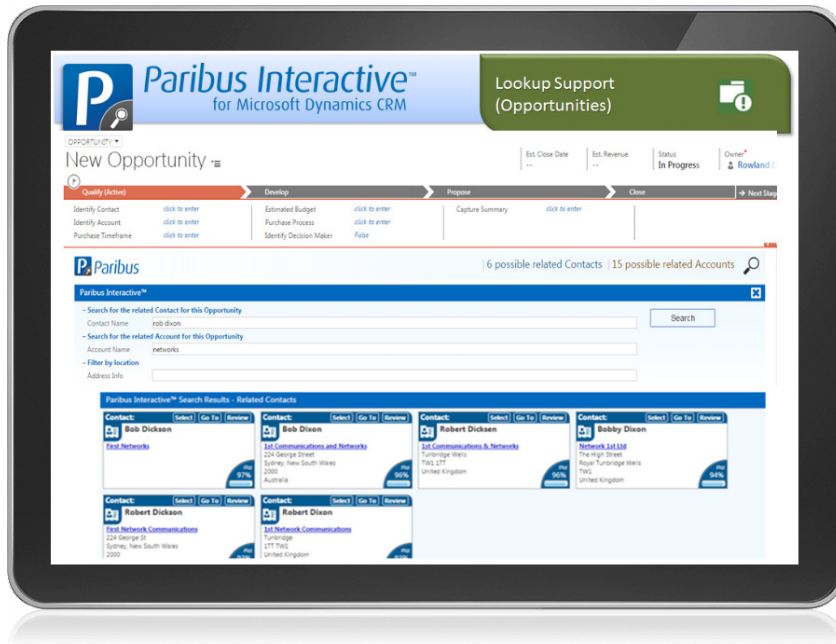 Paribus Interactive™
for Microsoft Dynamics CRM
Lookup Support
(Opportunities)
OPPORTUNITY
New Opportunity
Est. Close Date
--
Est. Revenue
--
Status
In Progress
Owner*
Rowland D
Qualify (Active)
Develop
Propose
Close
→ Next Stag
Identify Contact click to enter
Identify Account click to enter
Purchase Timeframe click to enter
Estimated Budget click to enter
Purchase Process click to enter
Identify Decision Maker False
Capture Summary click to enter
Paribus
6 possible related Contacts | 15 possible related Accounts
Paribus Interactive™
– Search for the related Contact for this Opportunity
Contact Name rob dixon
Search
– Search for the related Account for this Opportunity
Account Name networks
– Filter by location
Address Info
Paribus Interactive™ Search Results - Related Contacts
Contact: Select Go To Review
Bob Dickson
First Networks
97%
Contact: Select Go To Review
Bob Dixon
1st Communications and Networks
224 George Street
Sydney, New South Wales
2000
Australia
96%
Contact: Select Go To Review
Robert Dicksen
1st Communications & Networks
Tunbridge Wells
TW1 1TT
United Kingdom
96%
Contact: Select Go To Review
Bobby Dixon
Network 1st Ltd
The High Street
Royal Tunbridge Wells
TW1
United Kingdom
94%
Contact: Select Go To Review
Robert Dickson
First Network Communications
224 George St
Sydney, New South Wales
2000
Contact: Select Go To Review
Robert Dixon
1st Network Communications
Tunbridge
1TT TW1
United Kingdom